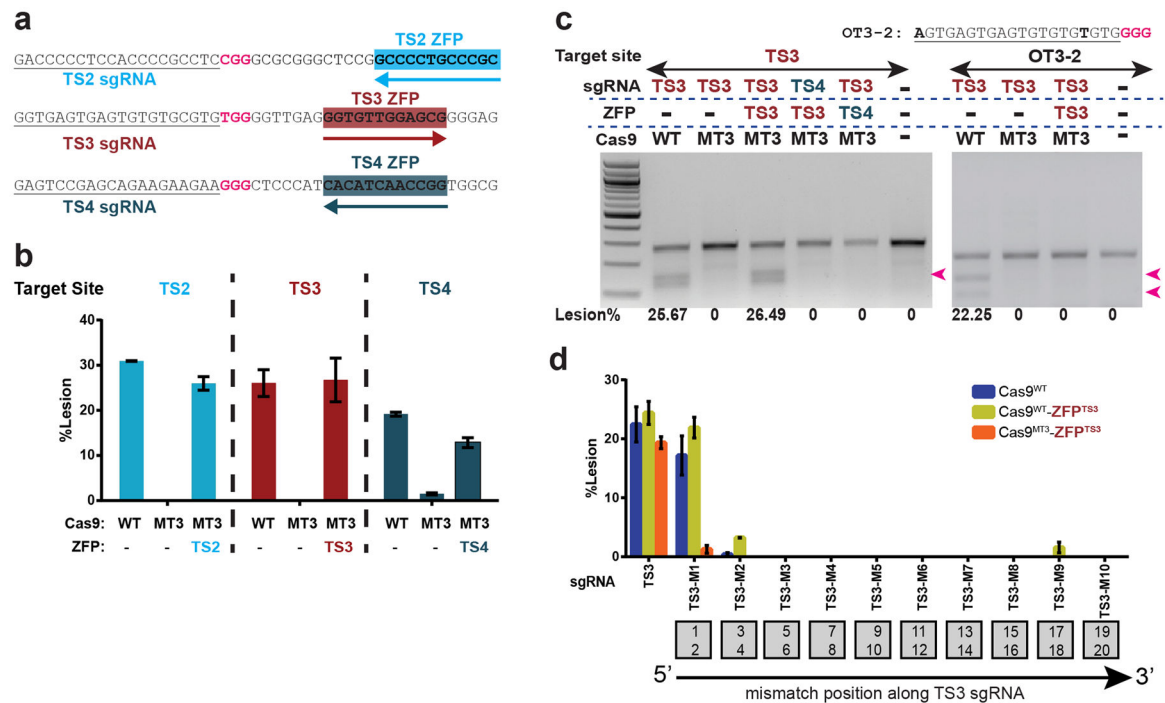 a
TS2 ZFP
GACCCCCTCCACCCCGCCTCCGGGCGCGGGCTCCGGCCCCTGCCCGC
TS2 sgRNA
TS3 ZFP
GGTGAGTGAGTGTGTGCGTGTGGGGTTGAGGGTGTTGGAGCGGGGAG
TS3 sgRNA
TS4 ZFP
GAGTCCGAGCAGAAGAAGAAGGGCTCCCATCACATCAACCGGTGGCG
TS4 sgRNA
b
Target Site TS2 TS3 TS4
%Lesion
40
30
20
10
0
Cas9: WT MT3 MT3 WT MT3 MT3 WT MT3 MT3
ZFP: - - TS2 - - TS3 - - TS4
c
OT3-2: AGTGAGTGAGTGTGTGTGTGTGGGG
Target site TS3 OT3-2
sgRNA TS3 TS3 TS3 TS4 TS3 - TS3 TS3 TS3 -
ZFP - - TS3 TS3 TS4 - - - TS3 -
Cas9 WT MT3 MT3 MT3 MT3 - WT MT3 MT3 -
Lesion% 25.67 0 26.49 0 0 0 22.25 0 0 0
d
%Lesion
30
20
10
0
Cas9WT
Cas9WT-ZFPTS3
Cas9MT3-ZFPTS3
sgRNA TS3 TS3-M1 TS3-M2 TS3-M3 TS3-M4 TS3-M5 TS3-M6 TS3-M7 TS3-M8 TS3-M9 TS3-M10
1 3 5 7 9 11 13 15 17 19
2 4 6 8 10 12 14 16 18 20
5' 3'
mismatch position along TS3 sgRNA